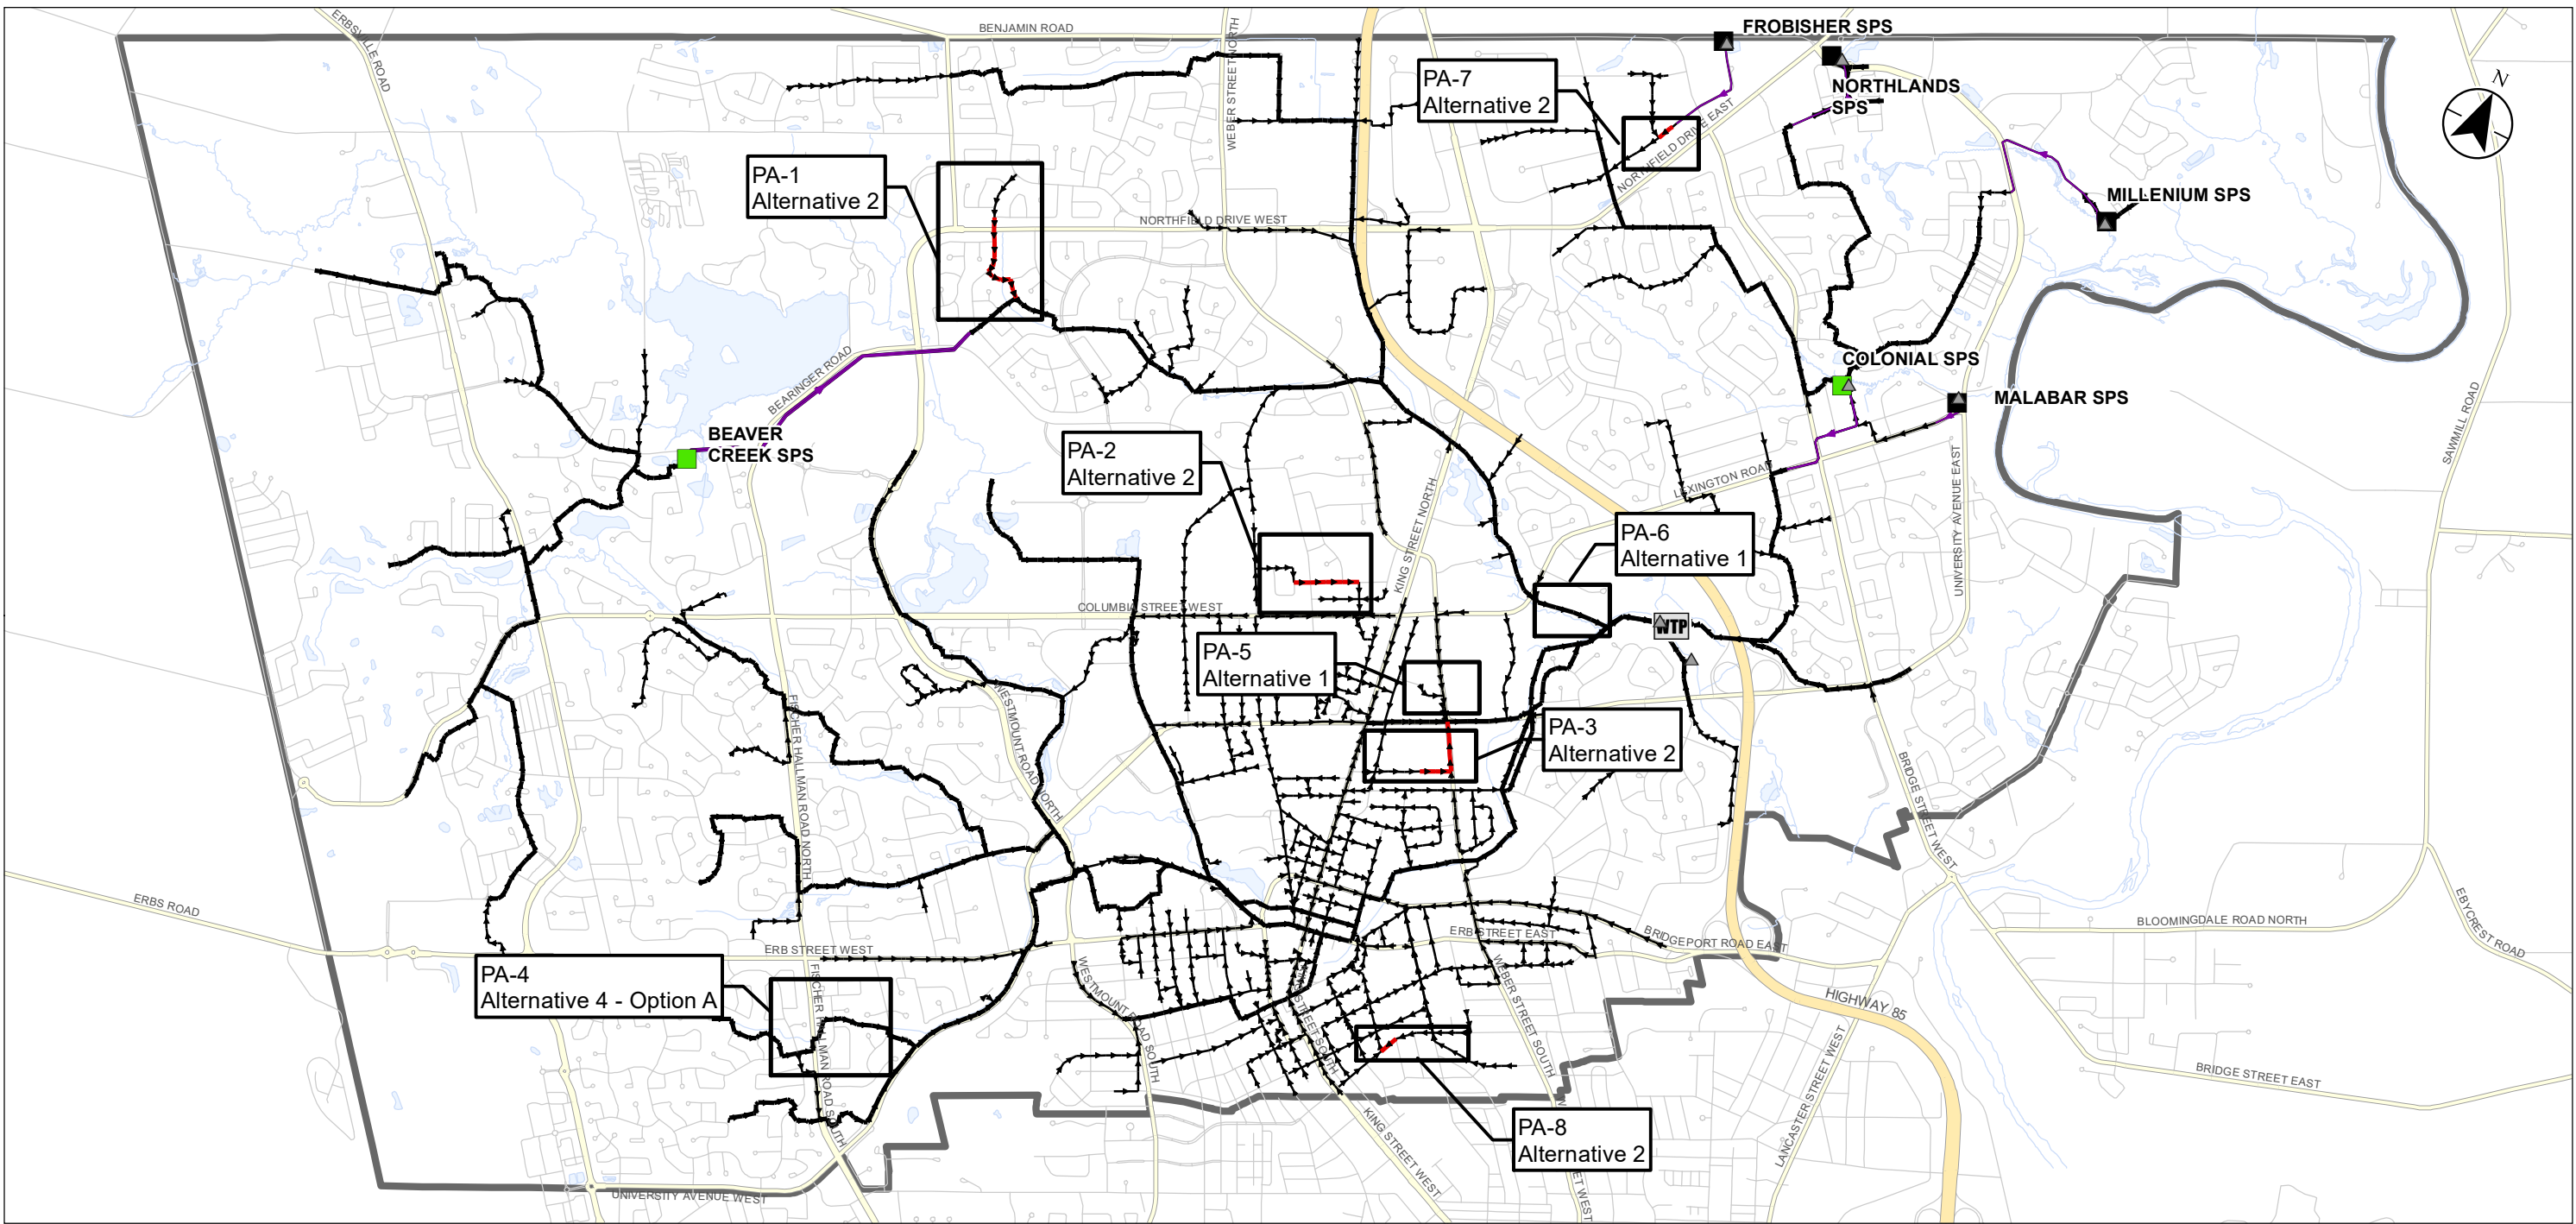 ERBSVILLE ROAD
BENJAMIN ROAD
WEBER STREET NORTH
FROBISHER SPS
NORTHLANDS
SPS
N
PA-7
Alternative 2
NORTHFIELD DRIVE EAST
PA-1
Alternative 2
MILLENIUM SPS
NORTHFIELD DRIVE WEST
BEARINGER ROAD
COLONIAL SPS
MALABAR SPS
SAWMILL ROAD
BEAVER
CREEK SPS
PA-2
Alternative 2
KING STREET NORTH
LEXINGTON ROAD
UNIVERSITY AVENUE EAST
PA-6
Alternative 1
COLUMBIA STREET WEST
WTP
PA-5
Alternative 1
WESTMOUNT ROAD NORTH
FISCHER HALLMAN ROAD NORTH
PA-3
Alternative 2
BRIDGE STREET WEST
ERBS ROAD
ERB STREET WEST
ERB STREET EAST
BRIDGEPORT ROAD EAST
BLOOMINGDALE ROAD NORTH
EBYCREST ROAD
PA-4
Alternative 4 - Option A
FISCHER HALLMAN ROAD SOUTH
WESTMOUNT ROAD SOUTH
STREET SOUTH
WEBER STREET SOUTH
HIGHWAY 85
LANCASTER STREET WEST
BRIDGE STREET EAST
PA-8
Alternative 2
KING STREET WEST
UNIVERSITY AVENUE WEST
WEST